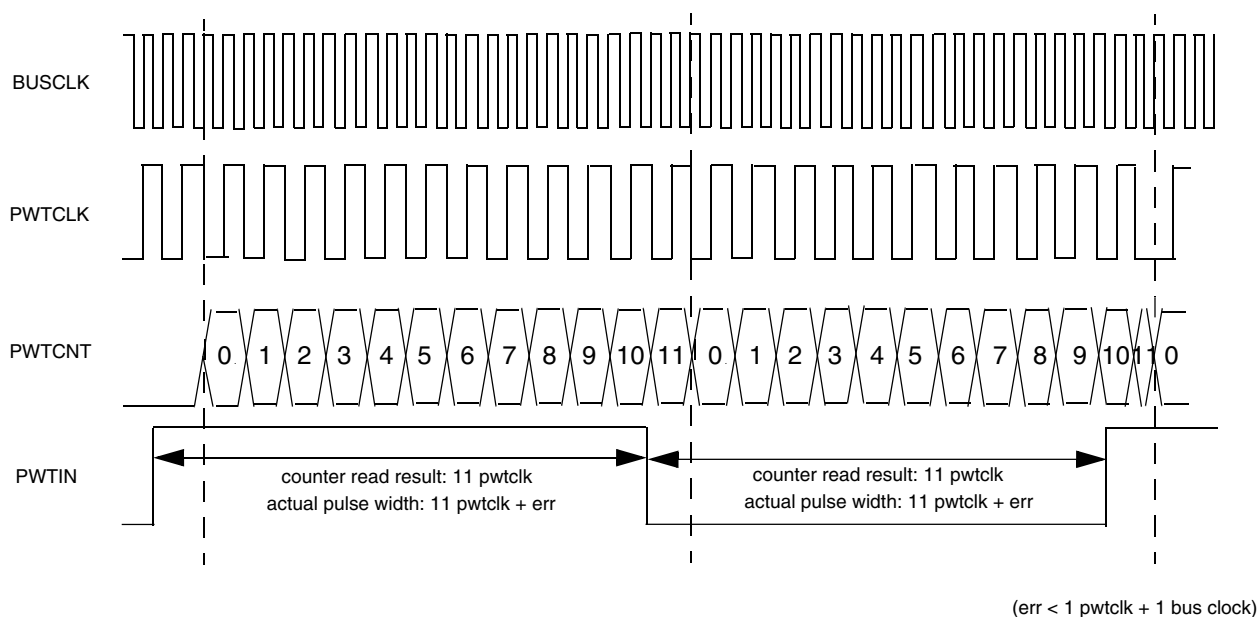 BUSCLK
PWTCLK
PWTCNT 0 1 2 3 4 5 6 7 8 9 10 11 0 1 2 3 4 5 6 7 8 9 10 11 0
PWTIN
counter read result: 11 pwtclk
actual pulse width: 11 pwtclk + err
counter read result: 11 pwtclk
actual pulse width: 11 pwtclk + err
(err < 1 pwtclk + 1 bus clock)